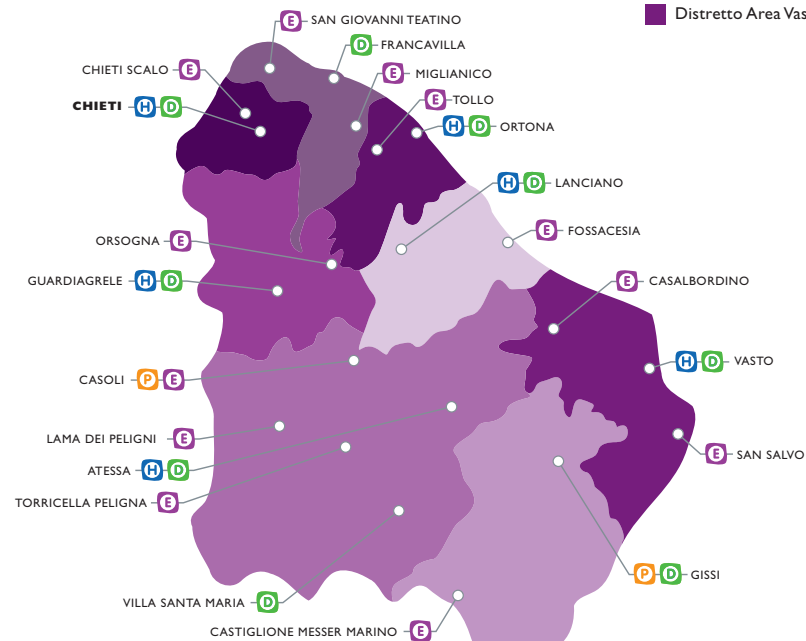 Distretto Area Vas
E SAN GIOVANNI TEATINO
D FRANCAVILLA
CHIETI SCALO E
E MIGLIANICO
CHIETI H D
E TOLLO
H D ORTONA
H D LANCIANO
ORSOGNA E
E FOSSACESIA
GUARDIAGRELE H D
E CASALBORDINO
H D VASTO
CASOLI P E
LAMA DEI PELIGNI E
E SAN SALVO
ATESSA H D
TORRICELLA PELIGNA E
P D GISSI
VILLA SANTA MARIA D
CASTIGLIONE MESSER MARINO E